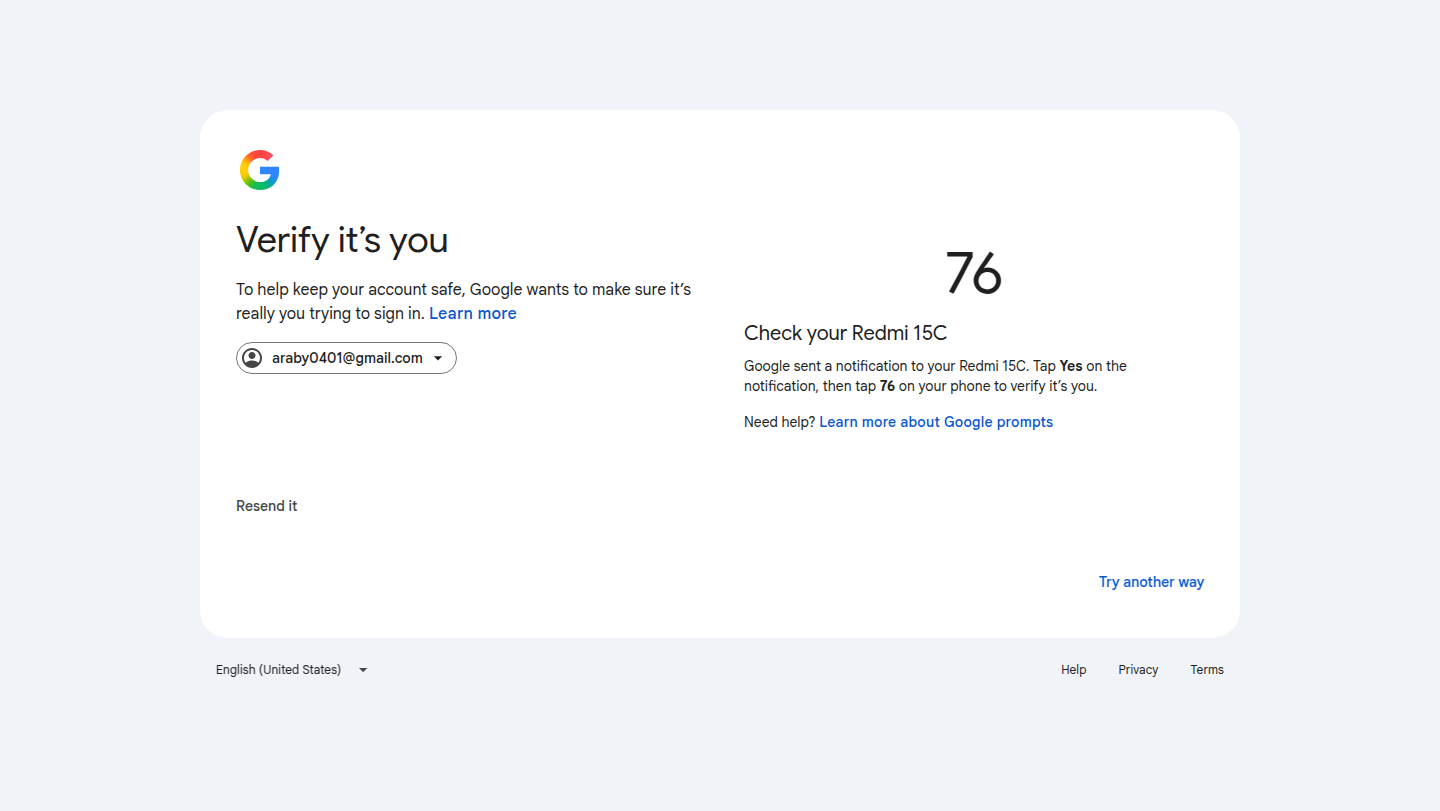 Verify it’s you
To help keep your account safe, Google wants to make sure it’s
really you trying to sign in. Learn more
araby0401@gmail.com
76
Check your Redmi 15C
Google sent a notification to your Redmi 15C. Tap Yes on the
notification, then tap 76 on your phone to verify it’s you.
Need help? Learn more about Google prompts
Resend it
Try another way
English (United States)
Help Privacy Terms